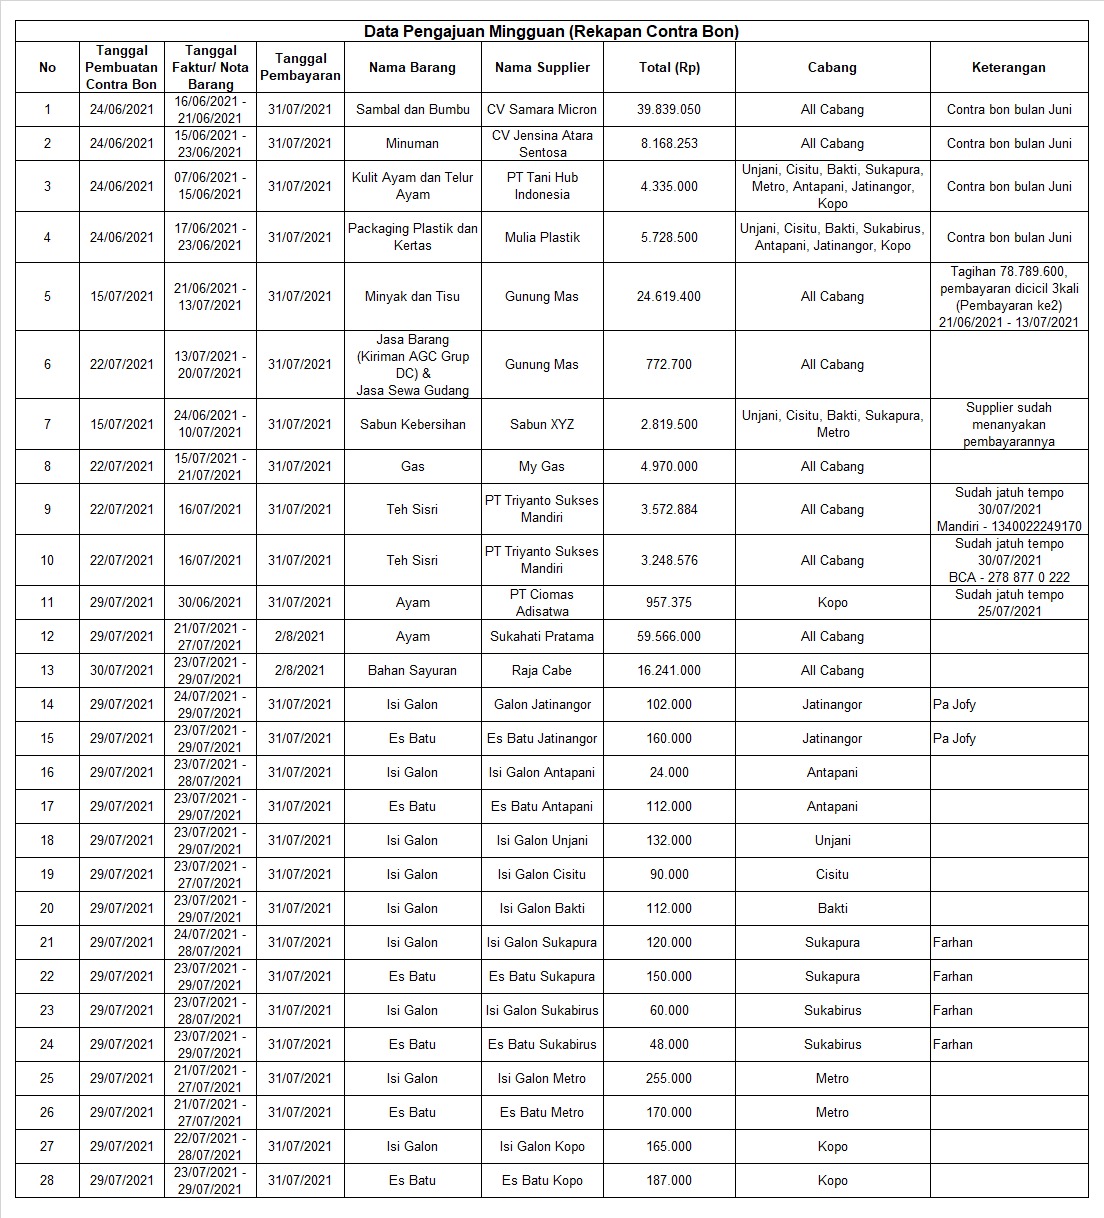 Data Pengajuan Mingguan (Rekapan Contra Bon)
No | Tanggal Pembuatan Contra Bon | Tanggal Faktur/ Nota Barang | Tanggal Pembayaran | Nama Barang | Nama Supplier | Total (Rp) | Cabang | Keterangan
1 | 24/06/2021 | 16/06/2021 - 21/06/2021 | 31/07/2021 | Sambal dan Bumbu | CV Samara Micron | 39.839.050 | All Cabang | Contra bon bulan Juni
2 | 24/06/2021 | 15/06/2021 - 23/06/2021 | 31/07/2021 | Minuman | CV Jensina Atara Sentosa | 8.168.253 | All Cabang | Contra bon bulan Juni
3 | 24/06/2021 | 07/06/2021 - 15/06/2021 | 31/07/2021 | Kulit Ayam dan Telur Ayam | PT Tani Hub Indonesia | 4.335.000 | Unjani, Cisitu, Bakti, Sukapura, Metro, Antapani, Jatinangor, Kopo | Contra bon bulan Juni
4 | 24/06/2021 | 17/06/2021 - 23/06/2021 | 31/07/2021 | Packaging Plastik dan Kertas | Mulia Plastik | 5.728.500 | Unjani, Cisitu, Bakti, Sukabirus, Antapani, Jatinangor, Kopo | Contra bon bulan Juni
5 | 15/07/2021 | 21/06/2021 - 13/07/2021 | 31/07/2021 | Minyak dan Tisu | Gunung Mas | 24.619.400 | All Cabang | Tagihan 78.789.600, pembayaran dicicil 3kali (Pembayaran ke2) 21/06/2021 - 13/07/2021
6 | 22/07/2021 | 13/07/2021 - 20/07/2021 | 31/07/2021 | Jasa Barang (Kiriman AGC Grup DC) & Jasa Sewa Gudang | Gunung Mas | 772.700 | All Cabang
7 | 15/07/2021 | 24/06/2021 - 10/07/2021 | 31/07/2021 | Sabun Kebersihan | Sabun XYZ | 2.819.500 | Unjani, Cisitu, Bakti, Sukapura, Metro | Supplier sudah menanyakan pembayarannya
8 | 22/07/2021 | 15/07/2021 - 21/07/2021 | 31/07/2021 | Gas | My Gas | 4.970.000 | All Cabang
9 | 22/07/2021 | 16/07/2021 | 31/07/2021 | Teh Sisri | PT Triyanto Sukses Mandiri | 3.572.884 | All Cabang | Sudah jatuh tempo 30/07/2021 Mandiri - 1340022249170
10 | 22/07/2021 | 16/07/2021 | 31/07/2021 | Teh Sisri | PT Triyanto Sukses Mandiri | 3.248.576 | All Cabang | Sudah jatuh tempo 30/07/2021 BCA - 278 877 0 222
11 | 29/07/2021 | 30/06/2021 | 31/07/2021 | Ayam | PT Ciomas Adisatwa | 957.375 | Kopo | Sudah jatuh tempo 25/07/2021
12 | 29/07/2021 | 21/07/2021 - 27/07/2021 | 2/8/2021 | Ayam | Sukahati Pratama | 59.566.000 | All Cabang
13 | 30/07/2021 | 23/07/2021 - 29/07/2021 | 2/8/2021 | Bahan Sayuran | Raja Cabe | 16.241.000 | All Cabang
14 | 29/07/2021 | 24/07/2021 - 29/07/2021 | 31/07/2021 | Isi Galon | Galon Jatinangor | 102.000 | Jatinangor | Pa Jofy
15 | 29/07/2021 | 23/07/2021 - 29/07/2021 | 31/07/2021 | Es Batu | Es Batu Jatinangor | 160.000 | Jatinangor | Pa Jofy
16 | 29/07/2021 | 23/07/2021 - 28/07/2021 | 31/07/2021 | Isi Galon | Isi Galon Antapani | 24.000 | Antapani
17 | 29/07/2021 | 23/07/2021 - 29/07/2021 | 31/07/2021 | Es Batu | Es Batu Antapani | 112.000 | Antapani
18 | 29/07/2021 | 23/07/2021 - 29/07/2021 | 31/07/2021 | Isi Galon | Isi Galon Unjani | 132.000 | Unjani
19 | 29/07/2021 | 23/07/2021 - 27/07/2021 | 31/07/2021 | Isi Galon | Isi Galon Cisitu | 90.000 | Cisitu
20 | 29/07/2021 | 23/07/2021 - 29/07/2021 | 31/07/2021 | Isi Galon | Isi Galon Bakti | 112.000 | Bakti
21 | 29/07/2021 | 24/07/2021 - 28/07/2021 | 31/07/2021 | Isi Galon | Isi Galon Sukapura | 120.000 | Sukapura | Farhan
22 | 29/07/2021 | 23/07/2021 - 29/07/2021 | 31/07/2021 | Es Batu | Es Batu Sukapura | 150.000 | Sukapura | Farhan
23 | 29/07/2021 | 23/07/2021 - 28/07/2021 | 31/07/2021 | Isi Galon | Isi Galon Sukabirus | 60.000 | Sukabirus | Farhan
24 | 29/07/2021 | 23/07/2021 - 29/07/2021 | 31/07/2021 | Es Batu | Es Batu Sukabirus | 48.000 | Sukabirus | Farhan
25 | 29/07/2021 | 21/07/2021 - 27/07/2021 | 31/07/2021 | Isi Galon | Isi Galon Metro | 255.000 | Metro
26 | 29/07/2021 | 21/07/2021 - 27/07/2021 | 31/07/2021 | Es Batu | Es Batu Metro | 170.000 | Metro
27 | 29/07/2021 | 22/07/2021 - 28/07/2021 | 31/07/2021 | Isi Galon | Isi Galon Kopo | 165.000 | Kopo
28 | 29/07/2021 | 23/07/2021 - 29/07/2021 | 31/07/2021 | Es Batu | Es Batu Kopo | 187.000 | Kopo